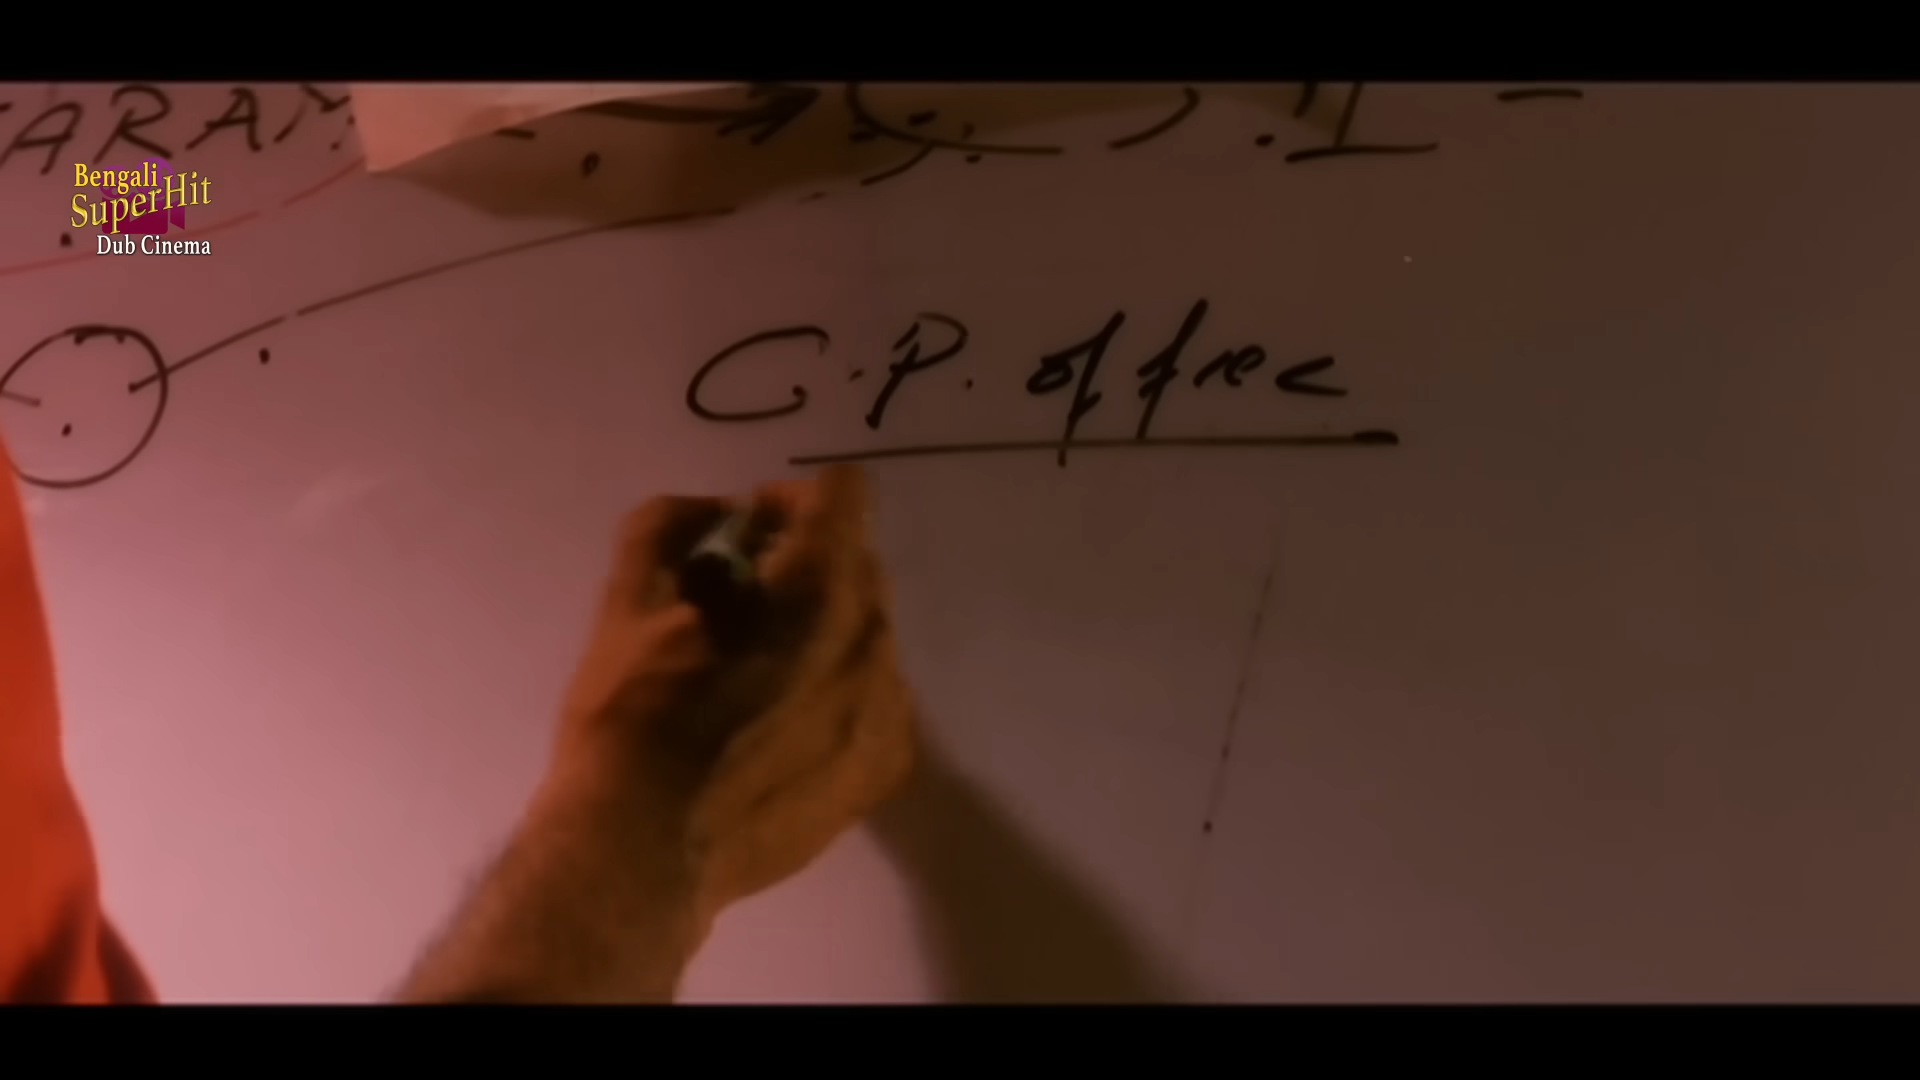 Bengali
SuperHit
Dub Cinema
C.P. office